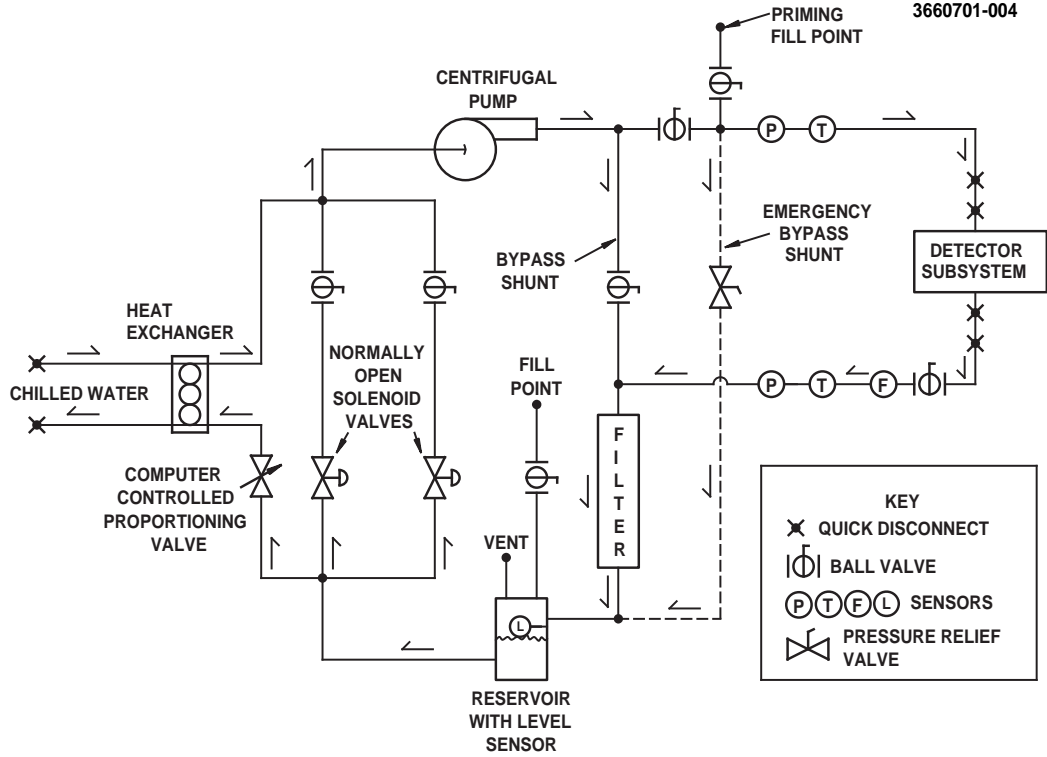 3660701-004
PRIMING
FILL POINT
CENTRIFUGAL
PUMP
P
T
EMERGENCY
BYPASS
SHUNT
BYPASS
SHUNT
DETECTOR
SUBSYSTEM
HEAT
EXCHANGER
NORMALLY
OPEN
SOLENOID
VALVES
FILL
POINT
CHILLED WATER
P
T
F
FILTER
COMPUTER
CONTROLLED
PROPORTIONING
VALVE
VENT
L
RESERVOIR
WITH LEVEL
SENSOR
KEY
QUICK DISCONNECT
BALL VALVE
P T F L SENSORS
PRESSURE RELIEF
VALVE